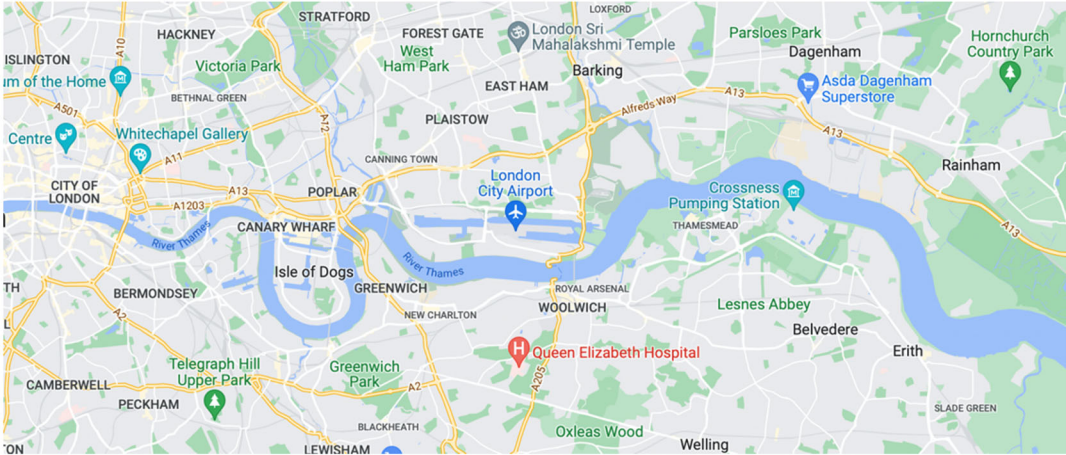 STRATFORD
LOXFORD
HACKNEY
FOREST GATE
London Sri
Mahalakshmi Temple
Parsloes Park
Hornchurch
Country Park
ISLINGTON
A10
Victoria Park
West
Ham Park
Dagenham
um of the Home
Barking
EAST HAM
Asda Dagenham
Superstore
BETHNAL GREEN
A501
A12
Alfreds Way
A13
Centre
Whitechapel Gallery
PLAISTOW
A13
A11
CANNING TOWN
Rainham
CITY OF
LONDON
A13
POPLAR
London
City Airport
Crossness
Pumping Station
A1203
CANARY WHARF
THAMESMEAD
A13
River Thames
River Thames
Isle of Dogs
GREENWICH
ROYAL ARSENAL
TH
BERMONDSEY
NEW CHARLTON
WOOLWICH
Lesnes Abbey
A2
Belvedere
Queen Elizabeth Hospital
Erith
Telegraph Hill
Upper Park
Greenwich
Park
A205
CAMBERWELL
A2
PECKHAM
SLADE GREEN
BLACKHEATH
Oxleas Wood
TON
LEWISHAM
Welling